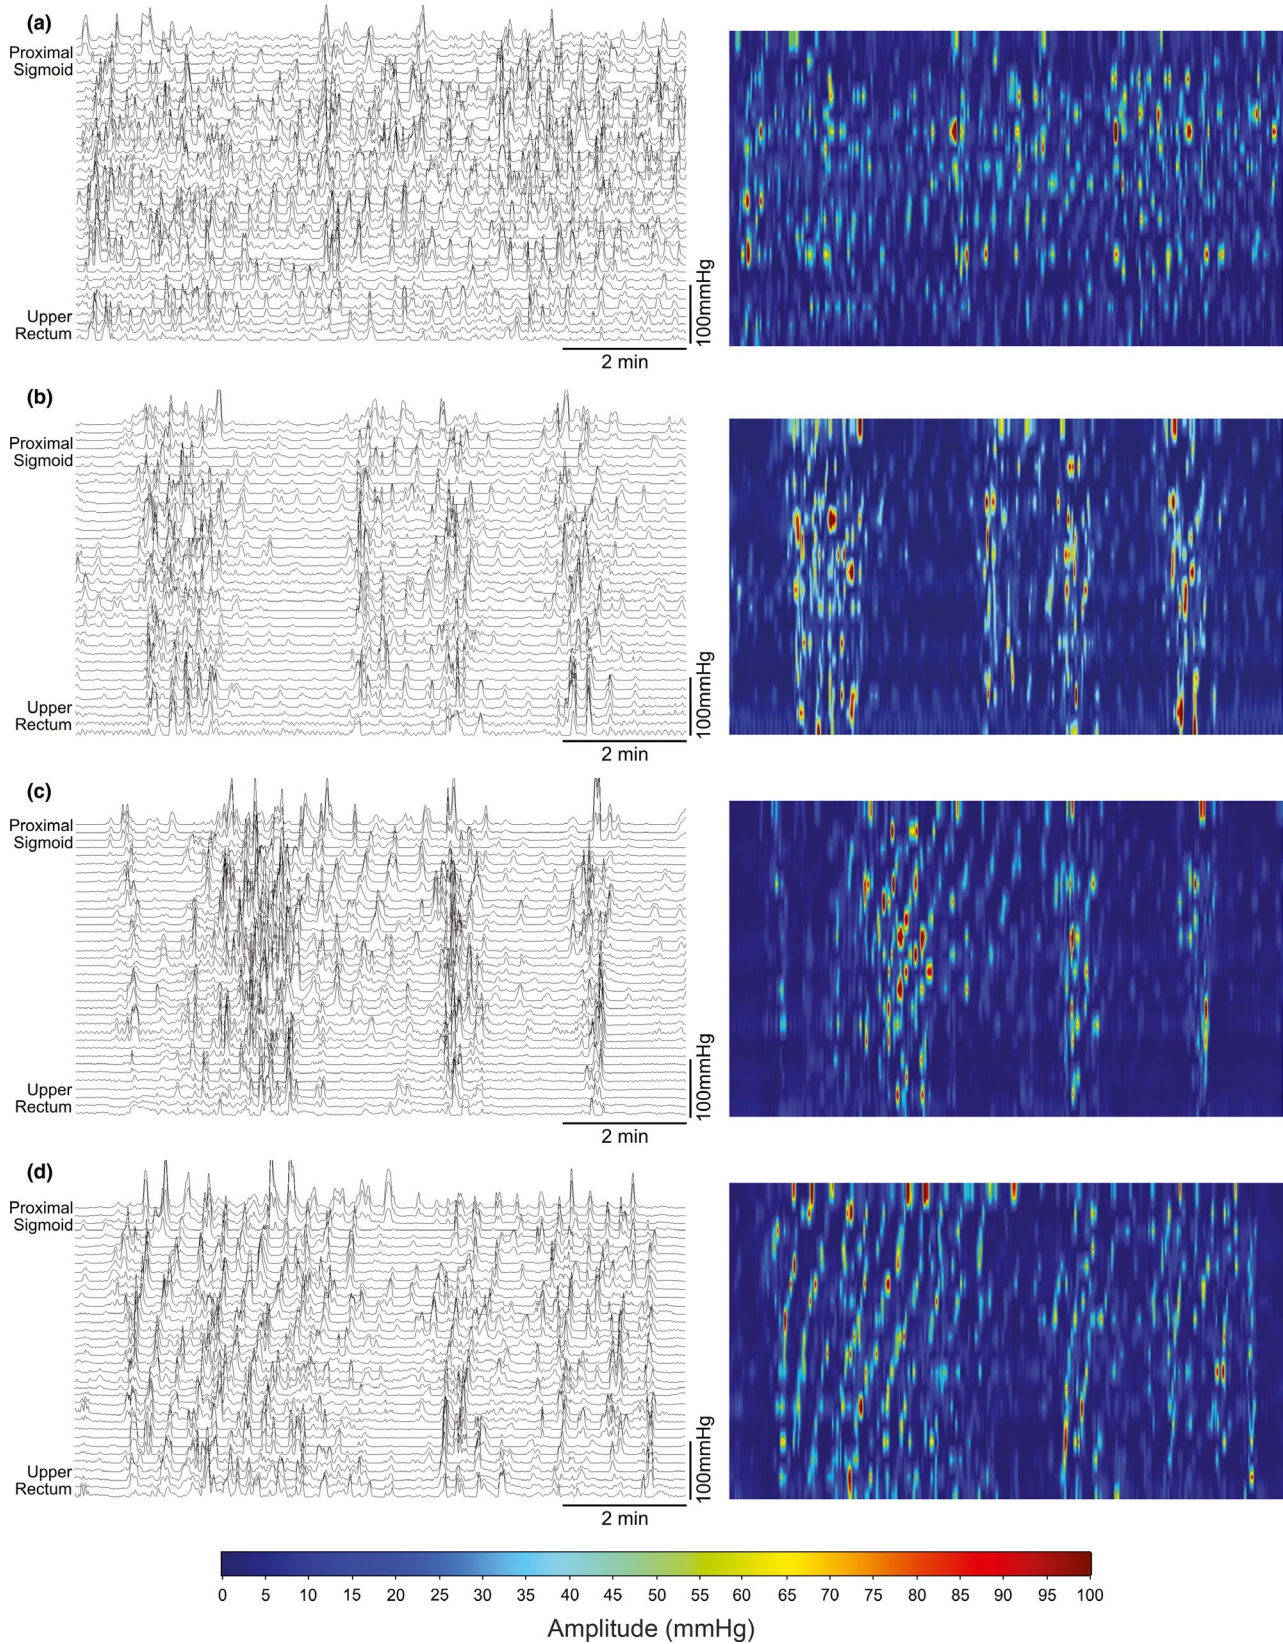 (a)
Proximal
Sigmoid
Upper
Rectum
100mmHg
2 min
(b)
Proximal
Sigmoid
Upper
Rectum
100mmHg
2 min
(c)
Proximal
Sigmoid
Upper
Rectum
100mmHg
2 min
(d)
Proximal
Sigmoid
Upper
Rectum
100mmHg
2 min
0 5 10 15 20 25 30 35 40 45 50 55 60 65 70 75 80 85 90 95 100
Amplitude (mmHg)